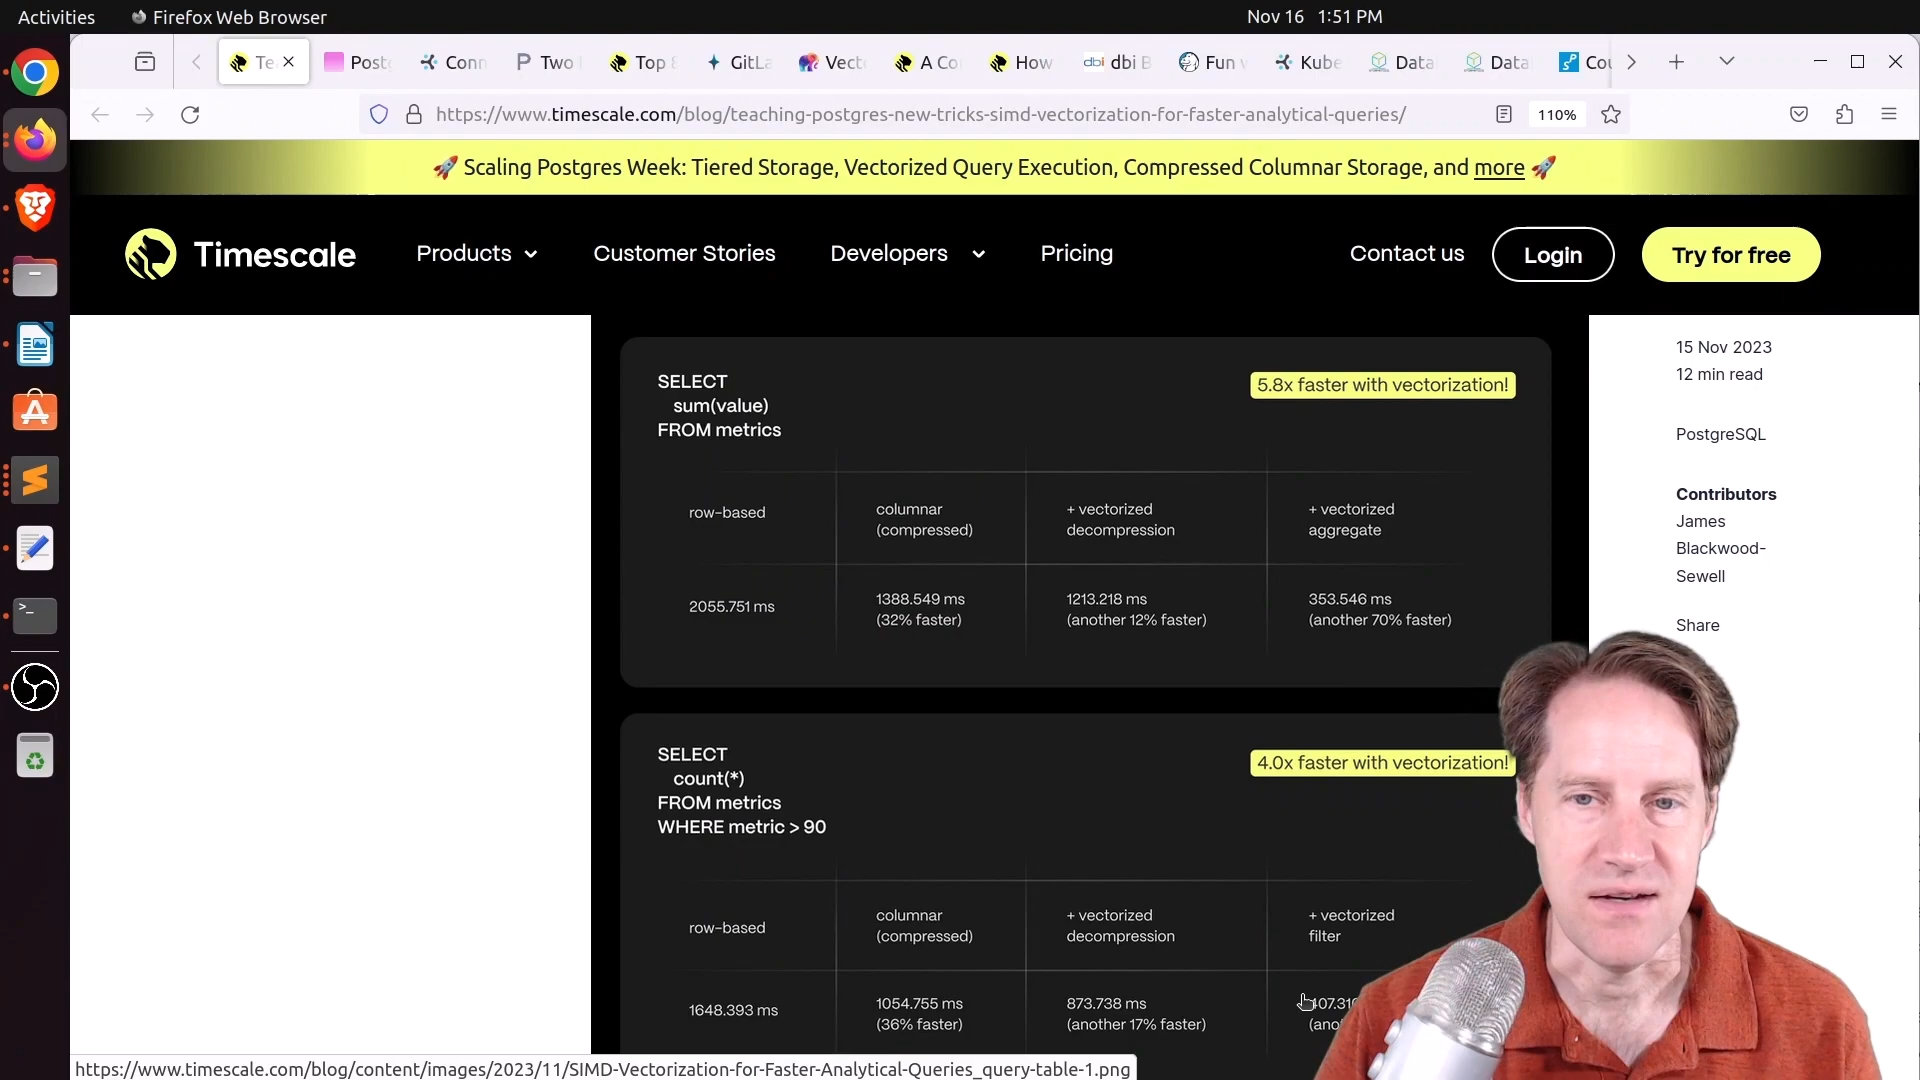 Activities
Firefox Web Browser
Nov 16 1:51 PM
Te
Postg
Conn
Two
Top 8
GitLa
Vecto
A Co
How
dbi dbi B
Fun w
Kube
Data
Data
Cou
https://www.timescale.com/blog/teaching-postgres-new-tricks-simd-vectorization-for-faster-analytical-queries/
110%
🚀 Scaling Postgres Week: Tiered Storage, Vectorized Query Execution, Compressed Columnar Storage, and more 🚀
Timescale
Products
Customer Stories
Developers
Pricing
Contact us
Login
Try for free
SELECT
sum(value)
FROM metrics
5.8x faster with vectorization!
row-based
columnar
(compressed)
+ vectorized
decompression
+ vectorized
aggregate
2055.751 ms
1388.549 ms
(32% faster)
1213.218 ms
(another 12% faster)
353.546 ms
(another 70% faster)
SELECT
count(*)
FROM metrics
WHERE metric > 90
4.0x faster with vectorization!
row-based
columnar
(compressed)
+ vectorized
decompression
+ vectorized
filter
1648.393 ms
1054.755 ms
(36% faster)
873.738 ms
(another 17% faster)
15 Nov 2023
12 min read
PostgreSQL
Contributors
James
Blackwood-
Sewell
Share
https://www.timescale.com/blog/content/images/2023/11/SIMD-Vectorization-for-Faster-Analytical-Queries_query-table-1.png